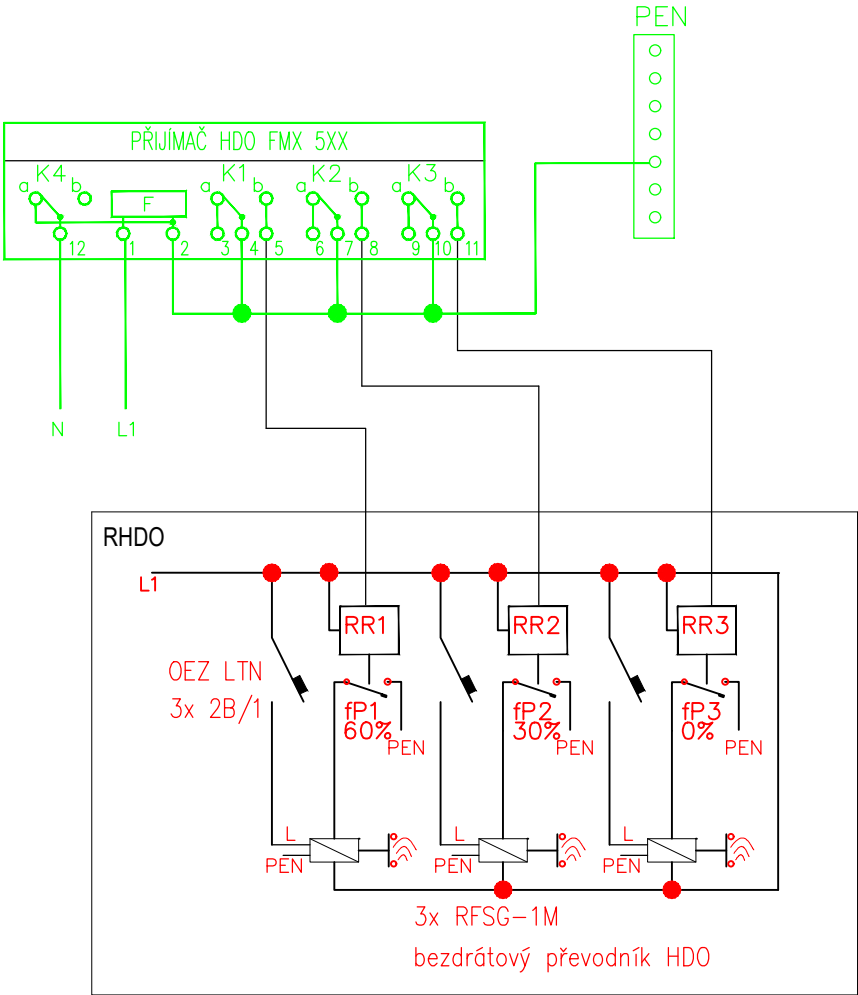 PEN
PŘIJÍMAČ HDO FMX 5XX
a K4 b
F
a K1 b
a K2 b
a K3 b
12 1 2 3 4 5 6 7 8 9 10 11
N L1
RHDO
L1
RR1 RR2 RR3
OEZ LTN
3x 2B/1
fP1
60%
PEN
fP2
30%
PEN
fP3
0%
PEN
L
PEN
L
PEN
L
PEN
3x RFSG-1M
bezdrátový převodník HDO